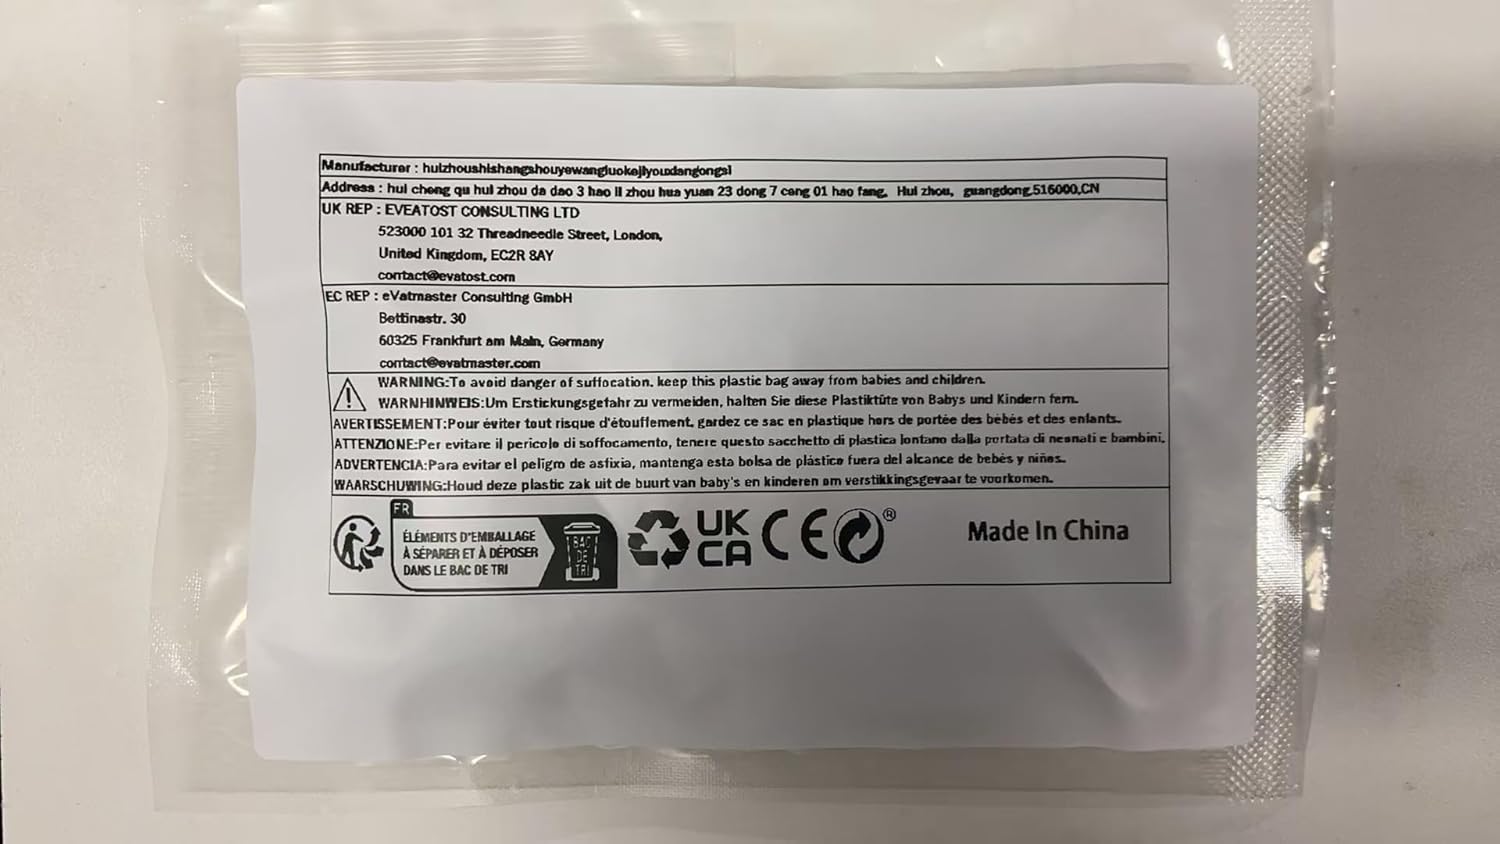 Manufacturer : huizhoushishangshouyewangluokejiyouxiangongsi
Address : hui cheng qu hui zhou da dao 3 hao li zhou hua yuan 23 dong 7 ceng 01 hao fang, Hui zhou, guangdong,516000,CN
UK REP : EVEATOST CONSULTING LTD
523000 101 32 Threadneedle Street, London,
United Kingdom, EC2R 8AY
contact@evatost.com
EC REP : eVatmaster Consulting GmbH
Bettinastr. 30
60325 Frankfurt am Main, Germany
contact@evatmaster.com
WARNING:To avoid danger of suffocation. keep this plastic bag away from babies and children.
WARNHINWEIS:Um Erstickungsgefahr zu vermeiden, halten Sie diese Plastiktüte von Babys und Kindern fern.
AVERTISSEMENT:Pour éviter tout risque d'étouffement. gardez ce sac en plastique hors de portée des bébés et des enfants.
ATTENZIONE:Per evitare il pericolo di soffocamento, tenere questo sacchetto di plastica lontano dalla portata di neonati e bambini.
ADVERTENCIA:Para evitar el peligro de asfixia, mantenga esta bolsa de plástico fuera del alcance de bebés y niños.
WAARSCHUWING:Houd deze plastic zak uit de buurt van baby's en kinderen om verstikkingsgevaar te voorkomen.
FR
ÉLÉMENTS D'EMBALLAGE
À SÉPARER ET À DÉPOSER
DANS LE BAC DE TRI
BAC
DE
TRI
UK
CA
CE
®
Made In China